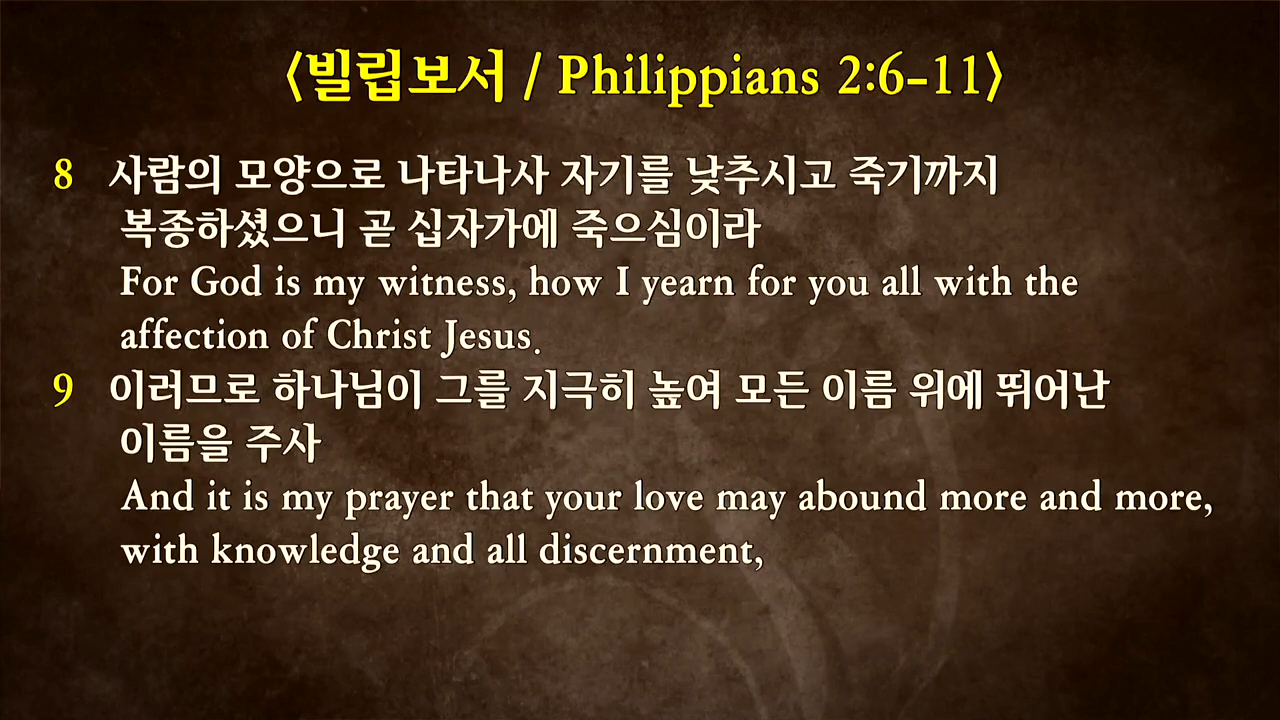 〈빌립보서 / Philippians 2:6-11〉
8 사람의 모양으로 나타나사 자기를 낮추시고 죽기까지
복종하셨으니 곧 십자가에 죽으심이라
For God is my witness, how I yearn for you all with the
affection of Christ Jesus.
9 이러므로 하나님이 그를 지극히 높여 모든 이름 위에 뛰어난
이름을 주사
And it is my prayer that your love may abound more and more,
with knowledge and all discernment,